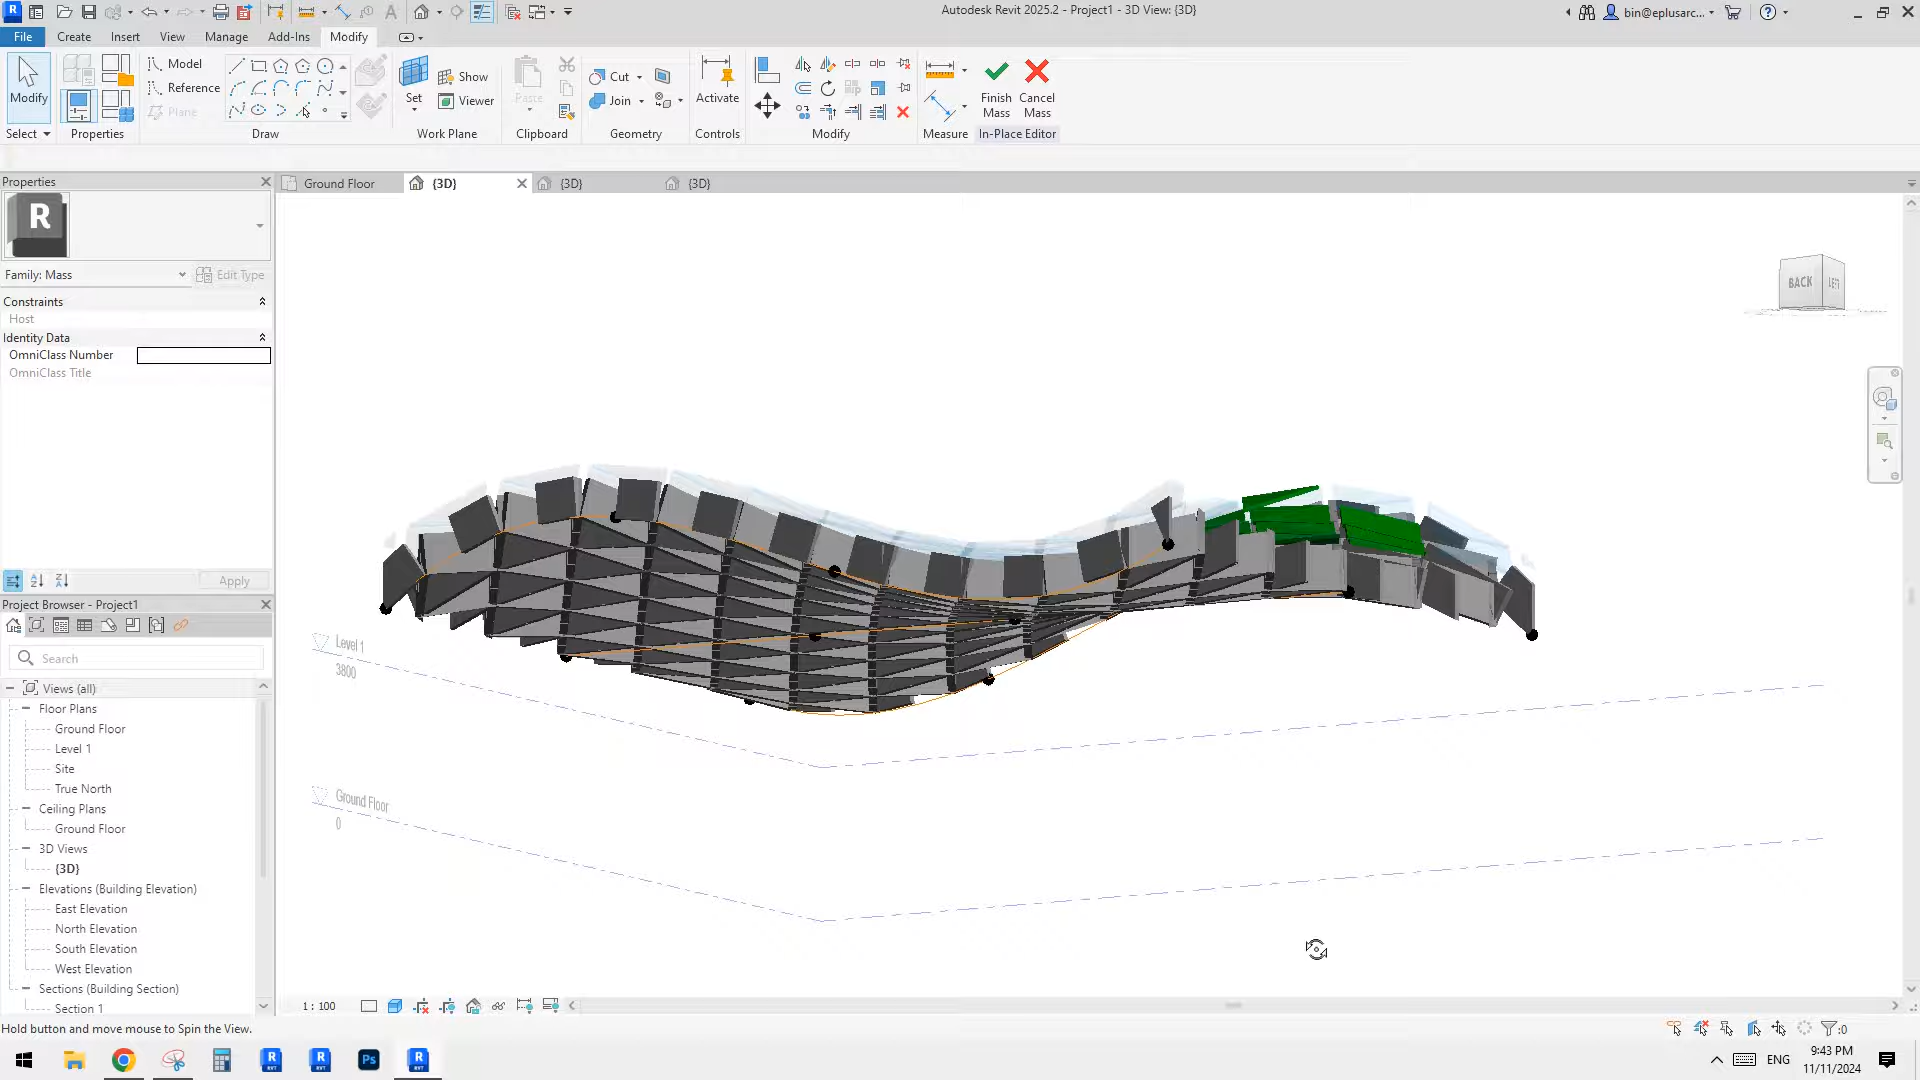 Autodesk Revit 2025.2 - Project1 - 3D View: {3D}
bin@eplusarc...
File Create Insert View Manage Add-Ins Modify
Modify
Select
Properties
Model
Reference
Plane
Draw
Set
Show
Viewer
Work Plane
Paste
Clipboard
Cut
Join
Geometry
Activate
Controls
Modify
Measure
Finish Mass
Cancel Mass
In-Place Editor
Properties
Ground Floor
{3D}
{3D}
{3D}
R
Family: Mass
Edit Type
Constraints
Host
Identity Data
OmniClass Number
OmniClass Title
Apply
Project Browser - Project1
Search
Views (all)
Floor Plans
Ground Floor
Level 1
Site
True North
Ceiling Plans
Ground Floor
3D Views
{3D}
Elevations (Building Elevation)
East Elevation
North Elevation
South Elevation
West Elevation
Sections (Building Section)
Section 1
BACK
LEFT
Level 1
3800
Ground Floor
0
1 : 100
Hold button and move mouse to Spin the View.
:0
ENG
9:43 PM
11/11/2024